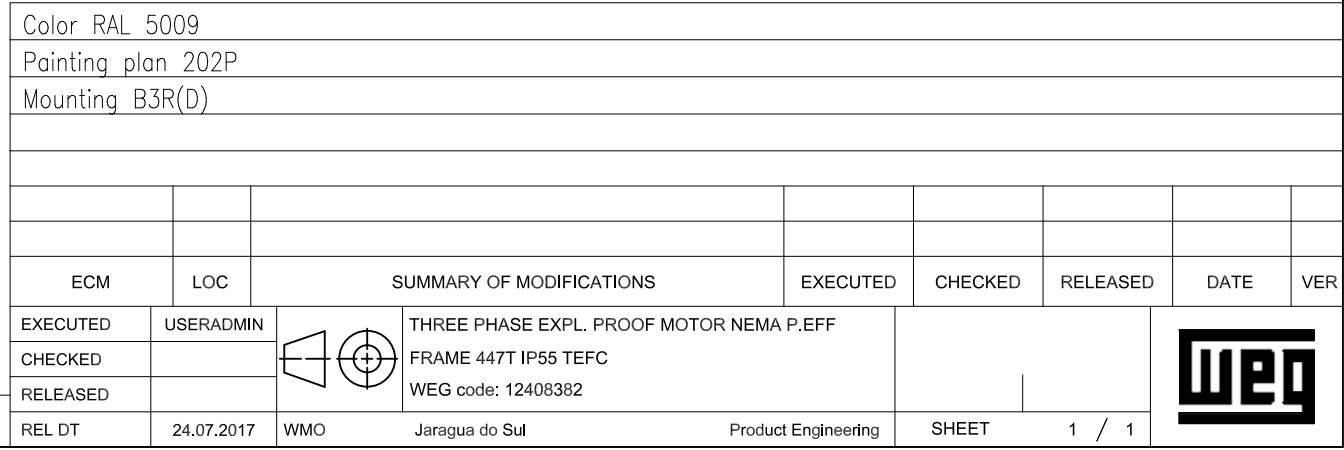 Color RAL 5009
Painting plan 202P
Mounting B3R(D)
ECM LOC SUMMARY OF MODIFICATIONS EXECUTED CHECKED RELEASED DATE VER
EXECUTED USERADMIN THREE PHASE EXPL. PROOF MOTOR NEMA P.EFF
CHECKED FRAME 447T IP55 TEFC
RELEASED WEG code: 12408382
REL DT 24.07.2017 WMO Jaragua do Sul Product Engineering SHEET 1 / 1
weg